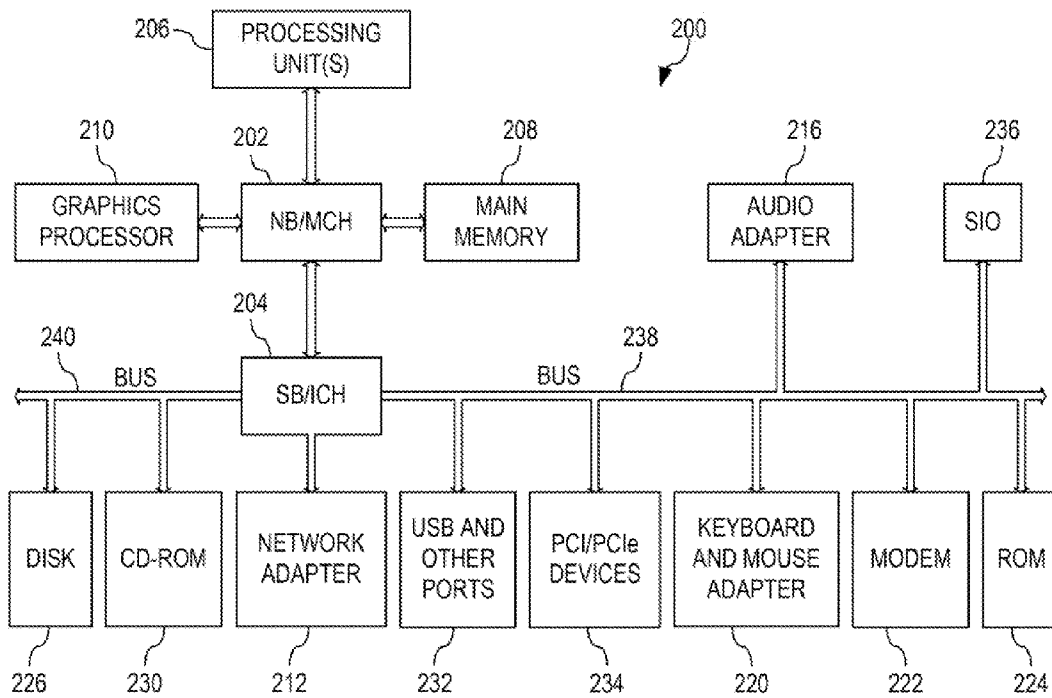 206
PROCESSING
UNIT(S)
200
210
202
208
216
236
GRAPHICS
PROCESSOR
NB/MCH
MAIN
MEMORY
AUDIO
ADAPTER
SIO
204
240
238
BUS
SB/ICH
BUS
DISK
CD-ROM
NETWORK
ADAPTER
USB AND
OTHER
PORTS
PCI/PCIe
DEVICES
KEYBOARD
AND MOUSE
ADAPTER
MODEM
ROM
226
230
212
232
234
220
222
224